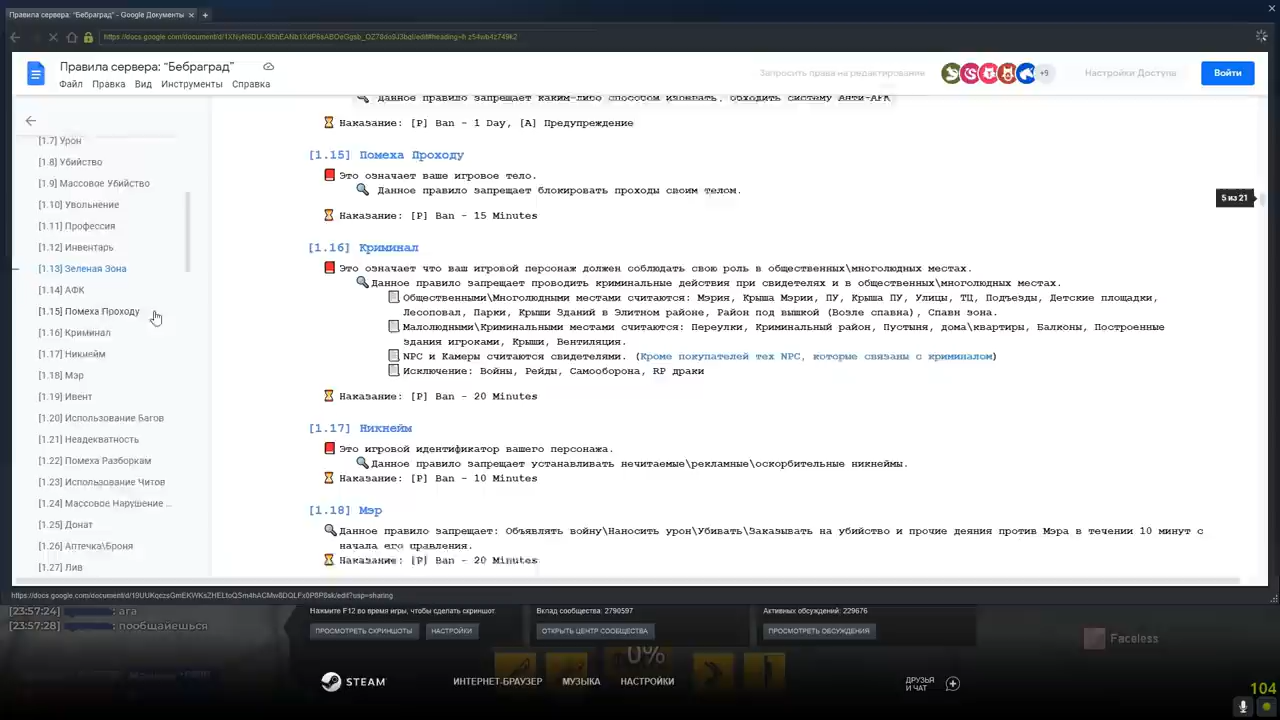 Правила сервера: "Бебраград" - Google Документы
Правила сервера: "Бебраград"
Файл Правка Вид Инструменты Справка
Запросить права на редактирование
+9
Настройки Доступа
Войти
[1.7] Урон
[1.8] Убийство
[1.9] Массовое Убийство
[1.10] Увольнение
[1.11] Профессия
[1.12] Инвентарь
[1.13] Зеленая Зона
[1.14] АФК
[1.15] Помеха Проходу
[1.16] Криминал
[1.17] Никнейм
[1.18] Мэр
[1.19] Ивент
[1.20] Использование Багов
[1.21] Неадекватность
[1.22] Помеха Разборкам
[1.23] Использование Читов
[1.24] Массовое Нарушение ...
[1.25] Донат
[1.26] Аптечка\Броня
[1.27] Лив
Данное правило запрещает каким-либо способом избегать, обходить систему Анти-АФК
Наказание: [P] Ban - 1 Day, [A] Предупреждение
[1.15] Помеха Проходу
Это означает ваше игровое тело.
Данное правило запрещает блокировать проходы своим телом.
Наказание: [P] Ban - 15 Minutes
[1.16] Криминал
Это означает что ваш игровой персонаж должен соблюдать свою роль в общественных\многолюдных местах.
Данное правило запрещает проводить криминальные действия при свидетелях и в общественных\многолюдных местах.
Общественными\Многолюдными местами считаются: Мэрия, Крыша Мэрии, ПУ, Крыша ПУ, Улицы, ТЦ, Подъезды, Детские площадки,
Лесоповал, Парки, Крыши Зданий в Элитном районе, Район под вышкой (Возле спавна), Спавн зона.
Малолюдными\Криминальными местами считаются: Переулки, Криминальный район, Пустыня, дома\квартиры, Балконы, Построенные
здания игроками, Крыши, Вентиляция.
NPC и Камеры считаются свидетелями. (Кроме покупателей тех NPC, которые связаны с криминалом)
Исключение: Войны, Рейды, Самооборона, RP драки
Наказание: [P] Ban - 20 Minutes
[1.17] Никнеймы
Это игровой идентификатор вашего персонажа.
Данное правило запрещает устанавливать нечитаемые\рекламные\оскорбительные никнеймы.
Наказание: [P] Ban - 10 Minutes
[1.18] Мэр
Данное правило запрещает: Объявлять войну\Наносить урон\Убивать\Заказывать на убийство и прочие деяния против Мэра в течении 10 минут с
начала его правления.
Наказание: [P] Ban - 20 Minutes
5 из 21
[23:57:24] : ага
[23:57:28] : пообщаешься
Нажмите F12 во время игры, чтобы сделать скриншот.
ПРОСМОТРЕТЬ СКРИНШОТЫ НАСТРОЙКИ
Вклад сообщества: 2790597
ОТКРЫТЬ ЦЕНТР СООБЩЕСТВА
Активных обсуждений: 229676
ПРОСМОТРЕТЬ ОБСУЖДЕНИЯ
Faceless
0%
STEAM
ИНТЕРНЕТ-БРАУЗЕР МУЗЫКА НАСТРОЙКИ
ДРУЗЬЯ
И ЧАТ
104